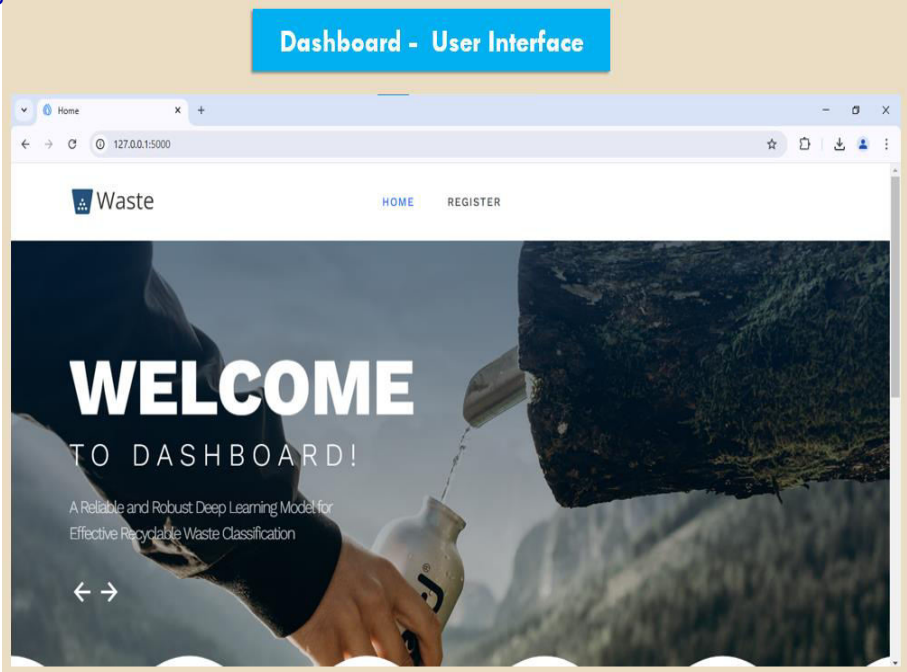 Dashboard - User Interface
Home
127.0.0.1:5000
Waste
HOME REGISTER
WELCOME
TO DASHBOARD!
A Reliable and Robust Deep Learning Model for
Effective Recyclable Waste Classification